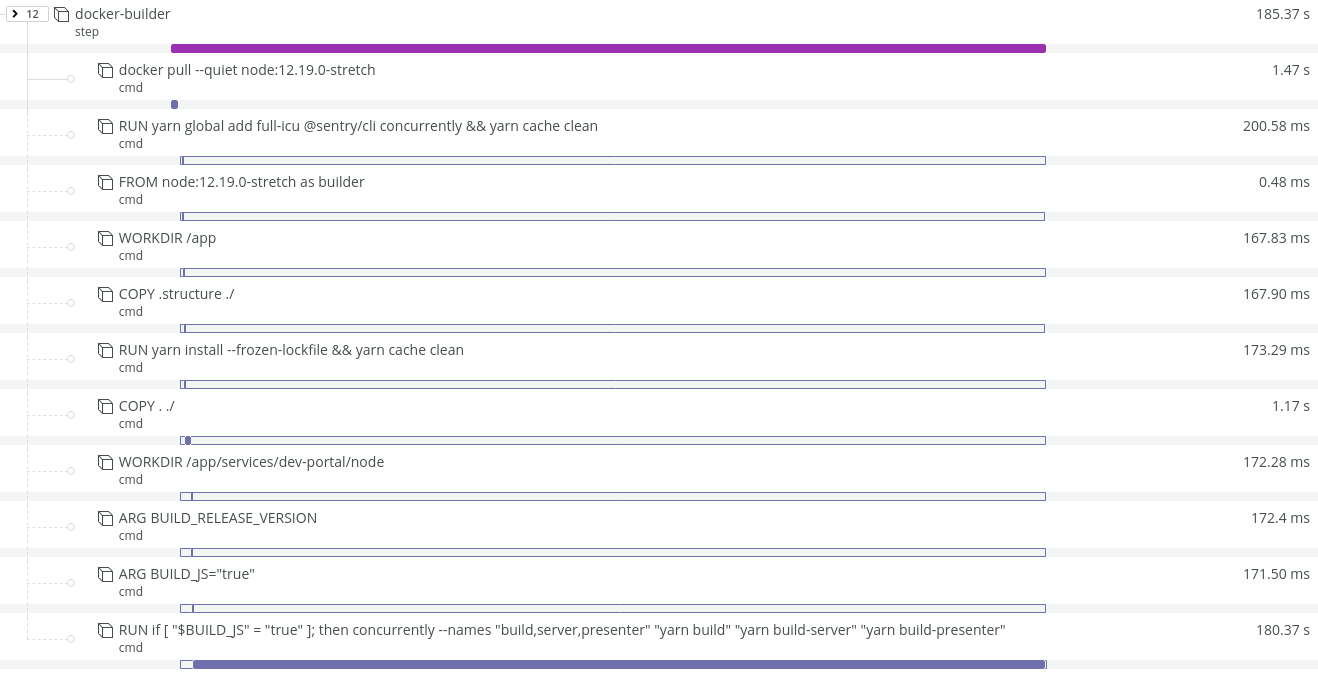 12 docker-builder 185.37 s
step
docker pull --quiet node:12.19.0-stretch 1.47 s
cmd
RUN yarn global add full-icu @sentry/cli concurrently && yarn cache clean 200.58 ms
cmd
FROM node:12.19.0-stretch as builder 0.48 ms
cmd
WORKDIR /app 167.83 ms
cmd
COPY .structure ./ 167.90 ms
cmd
RUN yarn install --frozen-lockfile && yarn cache clean 173.29 ms
cmd
COPY . ./ 1.17 s
cmd
WORKDIR /app/services/dev-portal/node 172.28 ms
cmd
ARG BUILD_RELEASE_VERSION 172.4 ms
cmd
ARG BUILD_JS="true" 171.50 ms
cmd
RUN if [ "$BUILD_JS" = "true" ]; then concurrently --names "build,server,presenter" "yarn build" "yarn build-server" "yarn build-presenter" 180.37 s
cmd